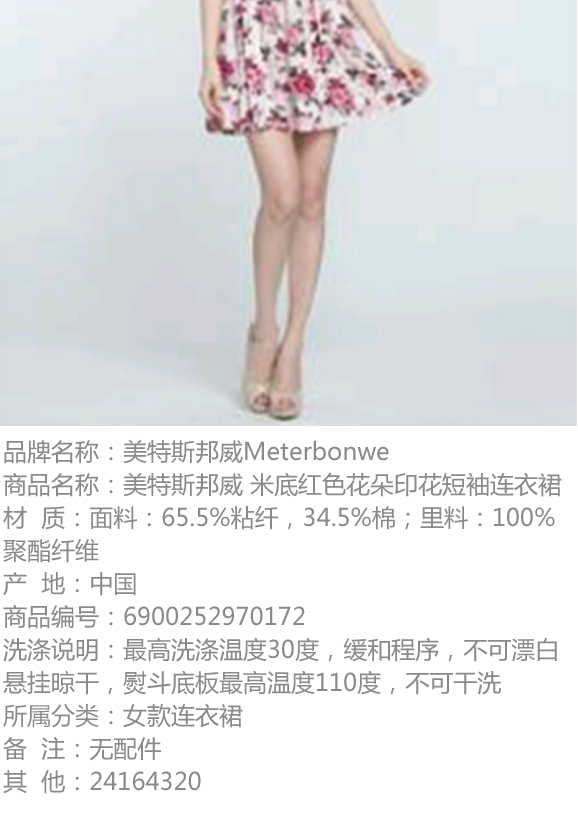 品牌名称：美特斯邦威Meterbonwe
商品名称：美特斯邦威 米底红色花朵印花短袖连衣裙
材  质：面料：65.5%粘纤，34.5%棉；里料：100%
聚酯纤维
产  地：中国
商品编号：6900252970172
洗涤说明：最高洗涤温度30度，缓和程序，不可漂白
悬挂晾干，熨斗底板最高温度110度，不可干洗
所属分类：女款连衣裙
备  注：无配件
其  他：24164320